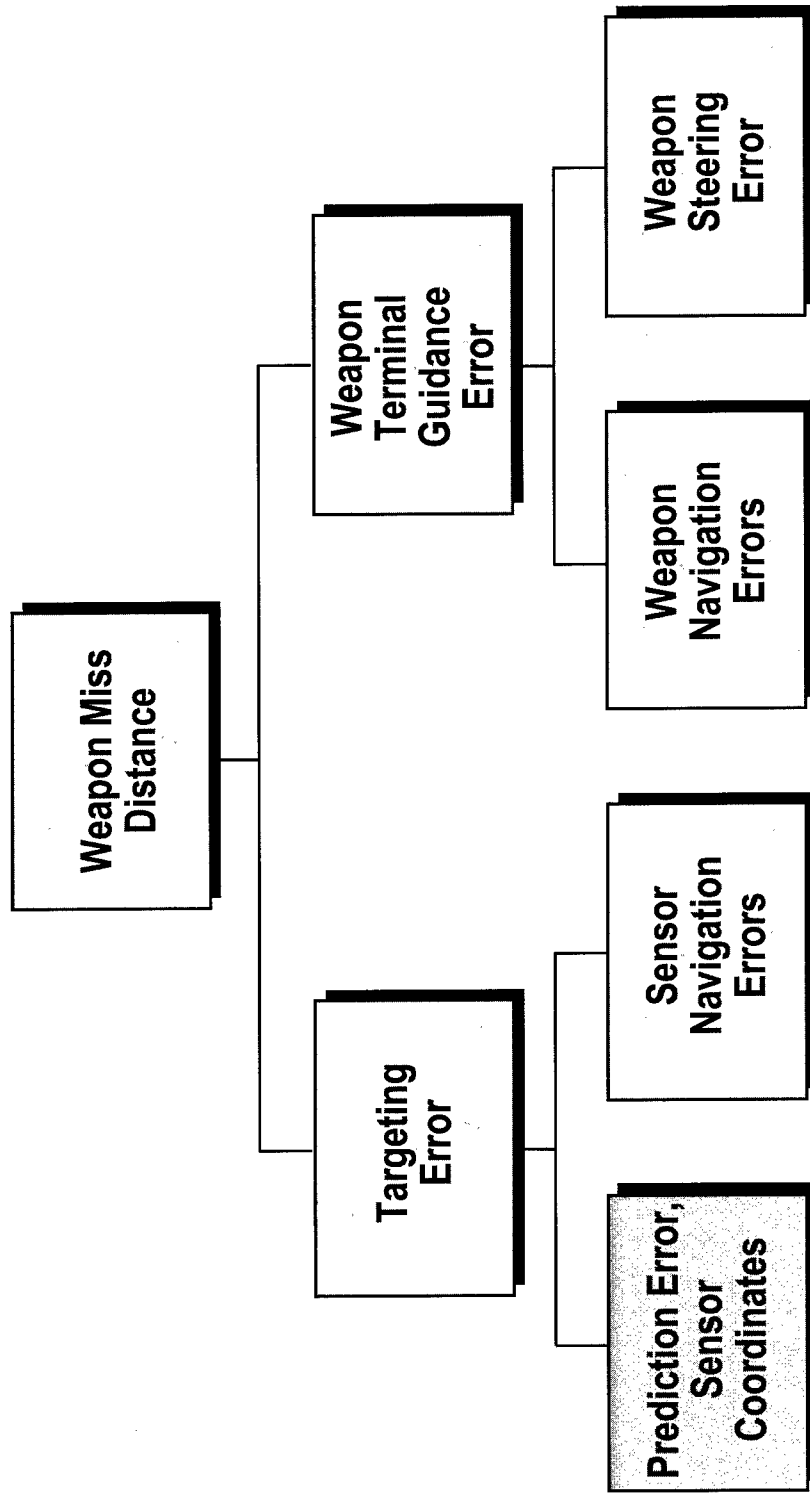 Weapon Miss
Distance
Targeting
Error
Weapon
Terminal
Guidance
Error
Prediction Error,
Sensor
Coordinates
Sensor
Navigation
Errors
Weapon
Navigation
Errors
Weapon
Steering
Error